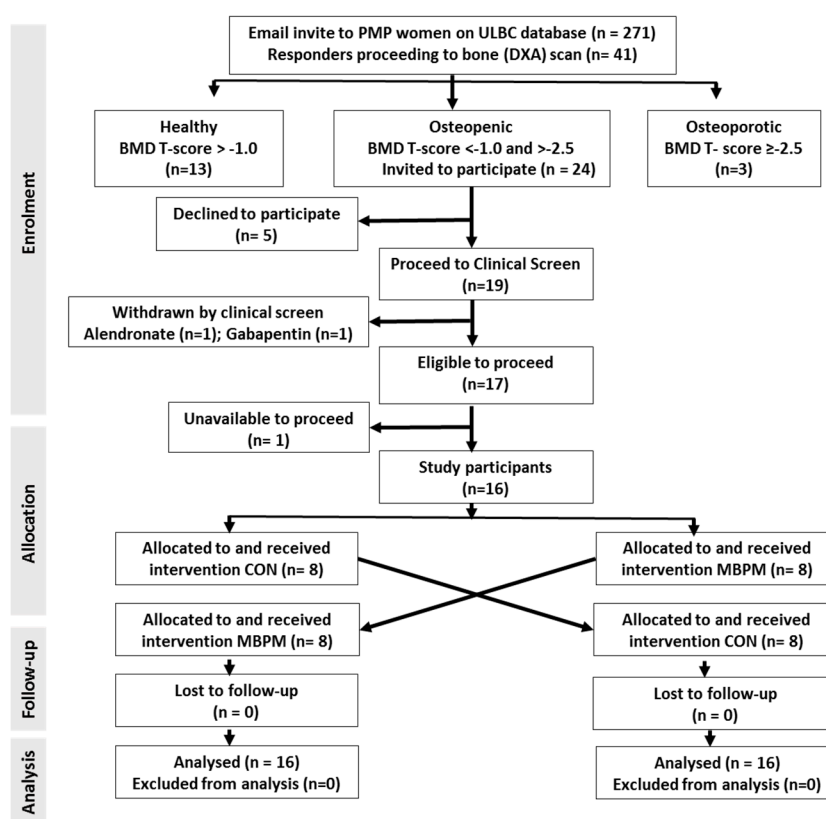 Email invite to PMP women on ULBC database (n = 271)
Responders proceeding to bone (DXA) scan (n= 41)
Enrolment
Healthy
BMD T-score > -1.0
(n=13)
Osteopenic
BMD T-score <-1.0 and >-2.5
Invited to participate (n = 24)
Osteoporotic
BMD T- score ≥-2.5
(n=3)
Declined to participate
(n= 5)
Proceed to Clinical Screen
(n=19)
Withdrawn by clinical screen
Alendronate (n=1); Gabapentin (n=1)
Eligible to proceed
(n=17)
Unavailable to proceed
(n= 1)
Study participants
(n=16)
Allocation
Allocated to and received
intervention CON (n= 8)
Allocated to and received
intervention MBPM (n= 8)
Allocated to and received
intervention MBPM (n= 8)
Allocated to and received
intervention CON (n= 8)
Follow-up
Lost to follow-up
(n = 0)
Lost to follow-up
(n = 0)
Analysis
Analysed (n = 16)
Excluded from analysis (n=0)
Analysed (n = 16)
Excluded from analysis (n=0)